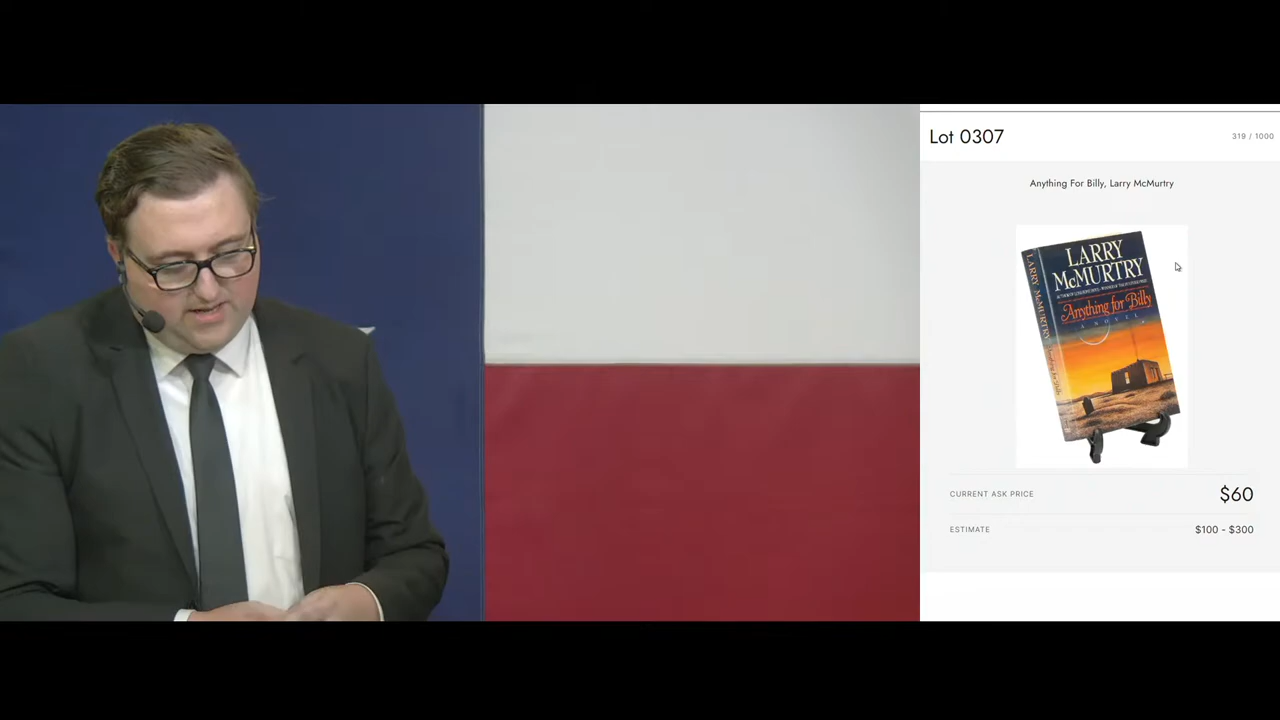 Lot 0307
319 / 1000
Anything For Billy, Larry McMurtry
LARRY
McMURTRY
Anything for Billy
A NOVEL
LARRY McMURTRY
CURRENT ASK PRICE
$60
ESTIMATE
$100 - $300